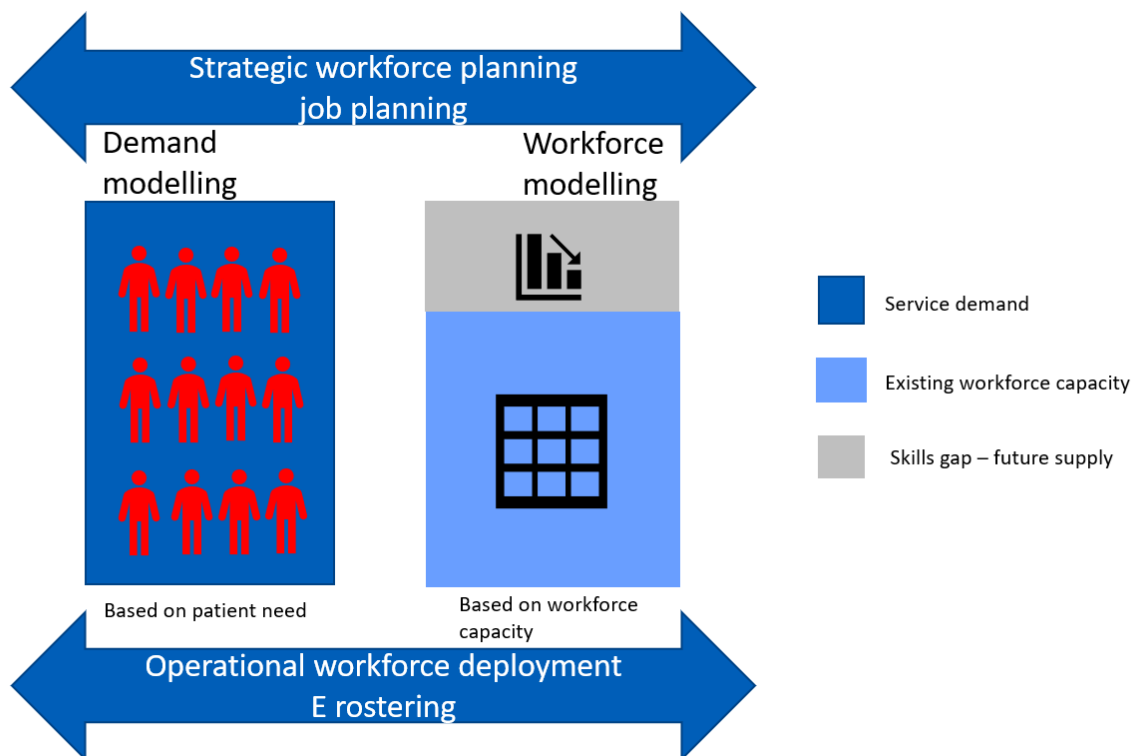 Strategic workforce planning
job planning
Demand
modelling
Workforce
modelling
Service demand
Existing workforce capacity
Skills gap – future supply
Based on patient need
Based on workforce
capacity
Operational workforce deployment
E rostering